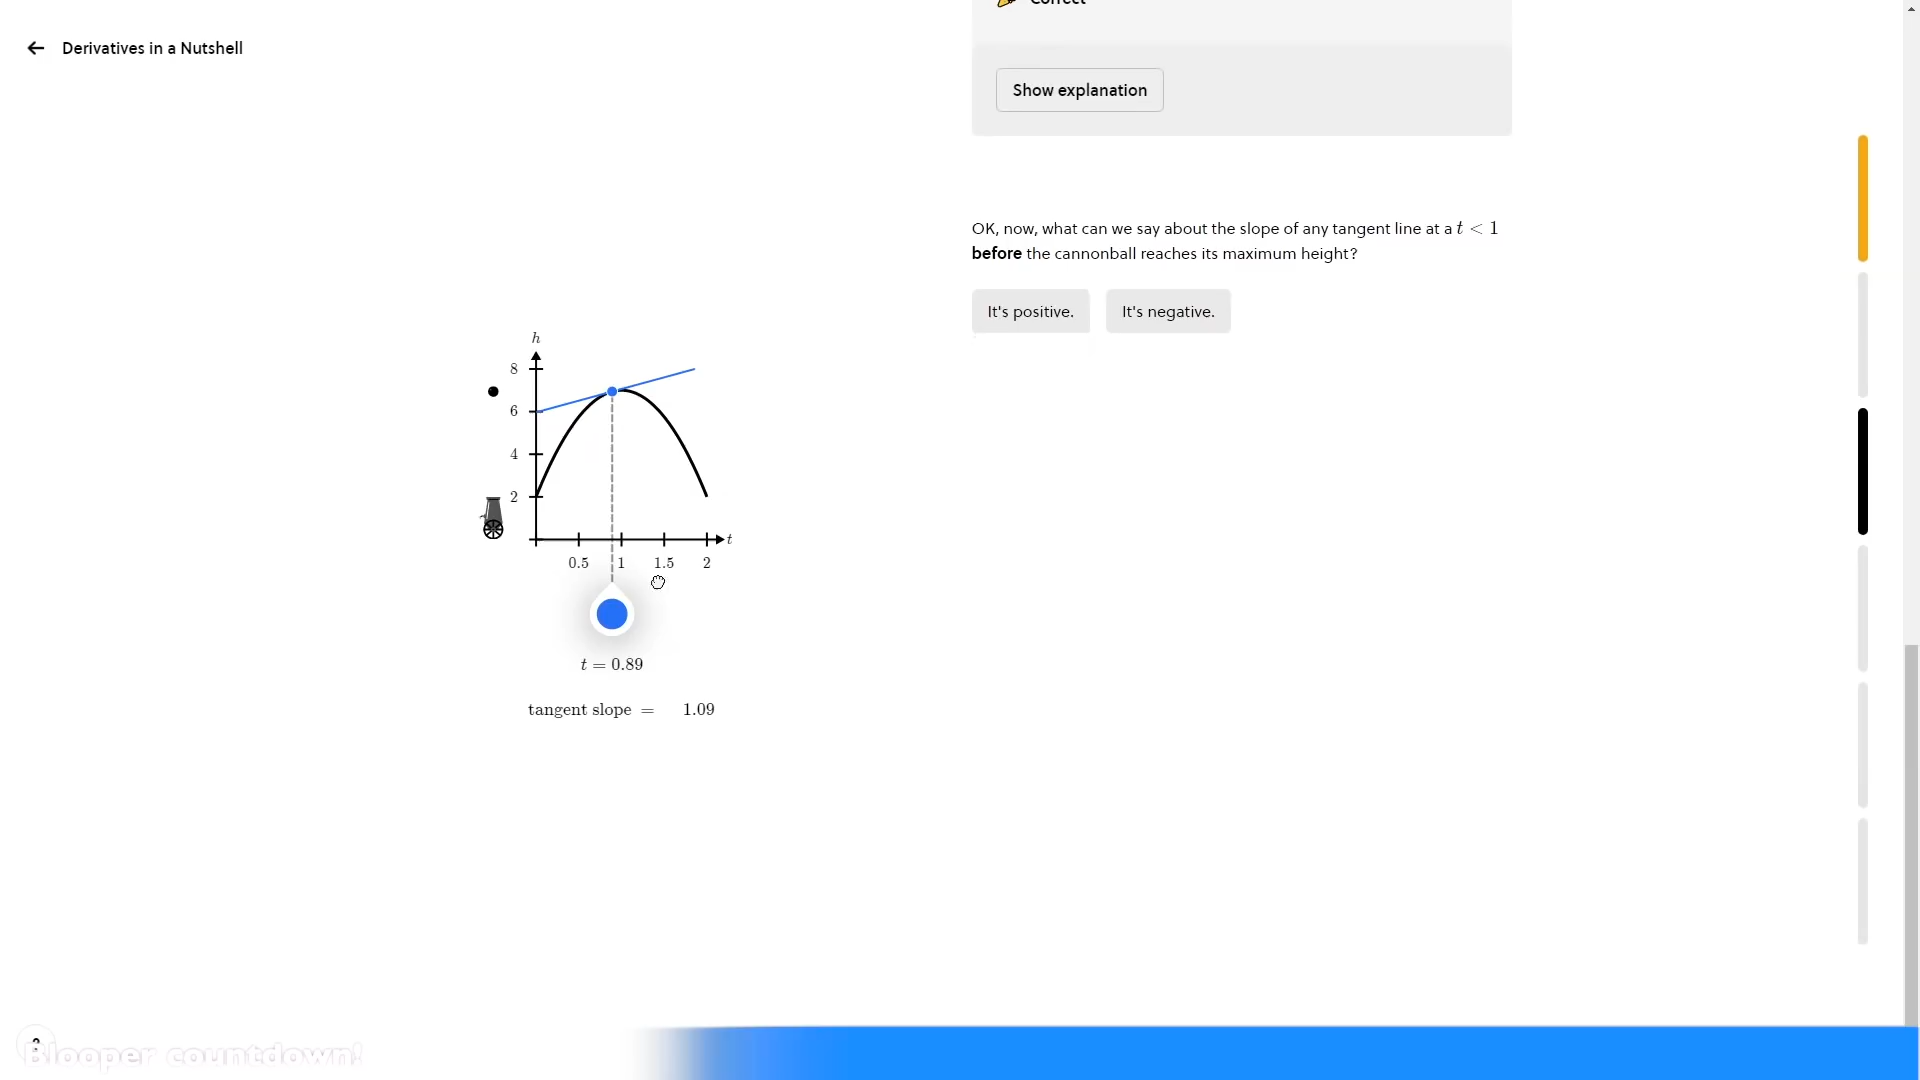 Correct
Derivatives in a Nutshell
Show explanation
OK, now, what can we say about the slope of any tangent line at a t < 1
before the cannonball reaches its maximum height?
It's positive.
It's negative.
h
8
6
4
2
t
0.5 1 1.5 2
t = 0.89
tangent slope = 1.09
Blooper countdown!